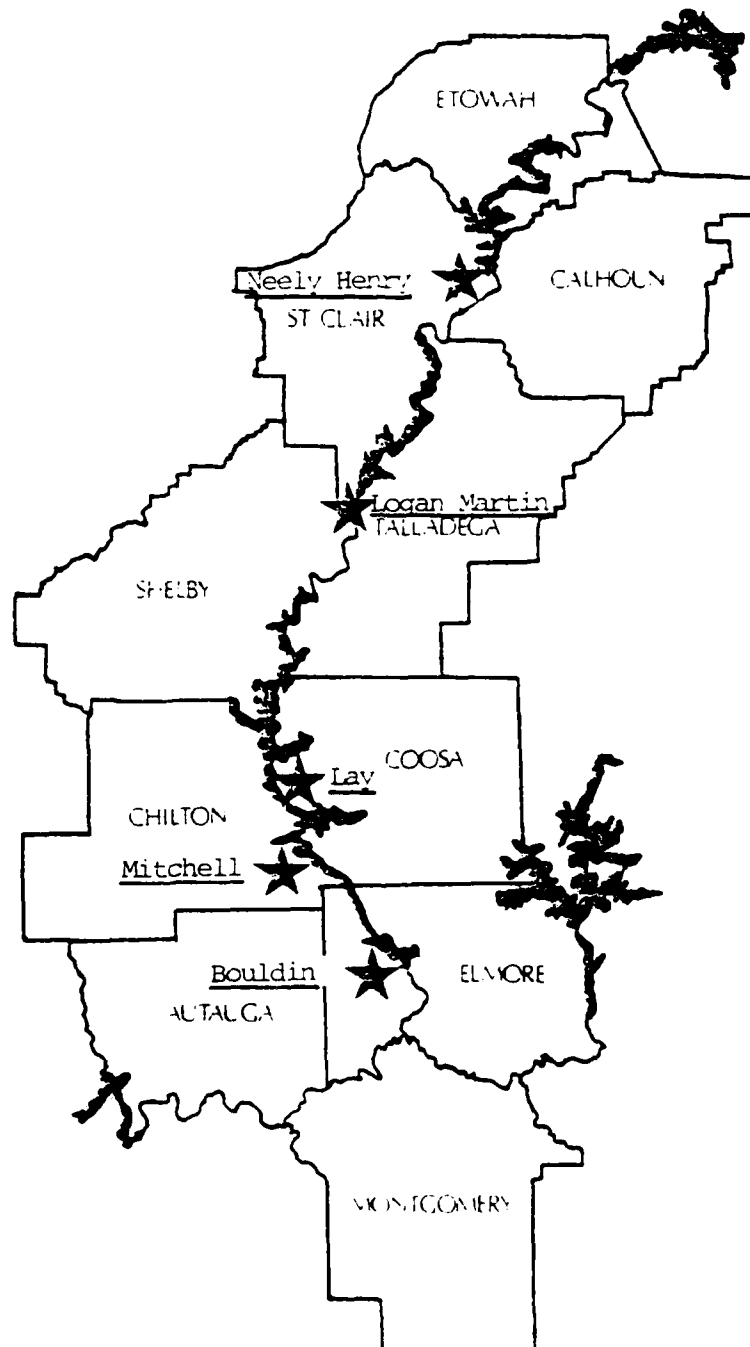 ETOWAH
Neely Henry
CALHOUN
ST CLAIR
Logan Martin
TALLADEGA
SHELBY
COOSA
Lay
CHILTON
Mitchell
Bouldin
ELMORE
AUTAUGA
MONTGOMERY